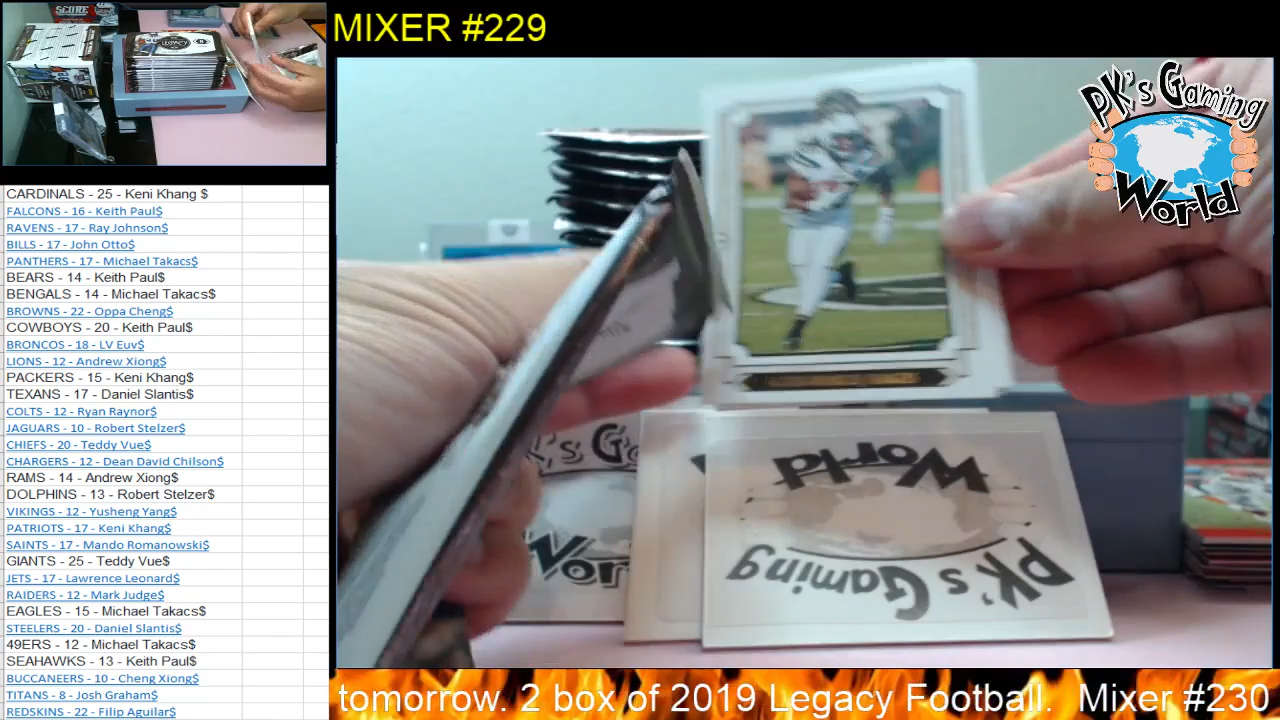 MIXER #229
SCORE
LEGACY
PK's Gaming
World
CARDINALS - 25 - Keni Khang $
FALCONS - 16 - Keith Paul$
RAVENS - 17 - Ray Johnson$
BILLS - 17 - John Otto$
PANTHERS - 17 - Michael Takacs$
BEARS - 14 - Keith Paul$
BENGALS - 14 - Michael Takacs$
BROWNS - 22 - Oppa Cheng$
COWBOYS - 20 - Keith Paul$
BRONCOS - 18 - LV Euv$
LIONS - 12 - Andrew Xiong$
PACKERS - 15 - Keni Khang$
TEXANS - 17 - Daniel Slantis$
COLTS - 12 - Ryan Raynor$
JAGUARS - 10 - Robert Stelzer$
CHIEFS - 20 - Teddy Vue$
CHARGERS - 12 - Dean David Chilson$
RAMS - 14 - Andrew Xiong$
DOLPHINS - 13 - Robert Stelzer$
VIKINGS - 12 - Yusheng Yang$
PATRIOTS - 17 - Keni Khang$
SAINTS - 17 - Mando Romanowski$
GIANTS - 25 - Teddy Vue$
JETS - 17 - Lawrence Leonard$
RAIDERS - 12 - Mark Judge$
EAGLES - 15 - Michael Takacs$
STEELERS - 20 - Daniel Slantis$
49ERS - 12 - Michael Takacs$
SEAHAWKS - 13 - Keith Paul$
BUCCANEERS - 10 - Cheng Xiong$
TITANS - 8 - Josh Graham$
REDSKINS - 22 - Filip Aguilar$
K's Ga
Wor
World
PK's Gaming
tomorrow. 2 box of 2019 Legacy Football. Mixer #230